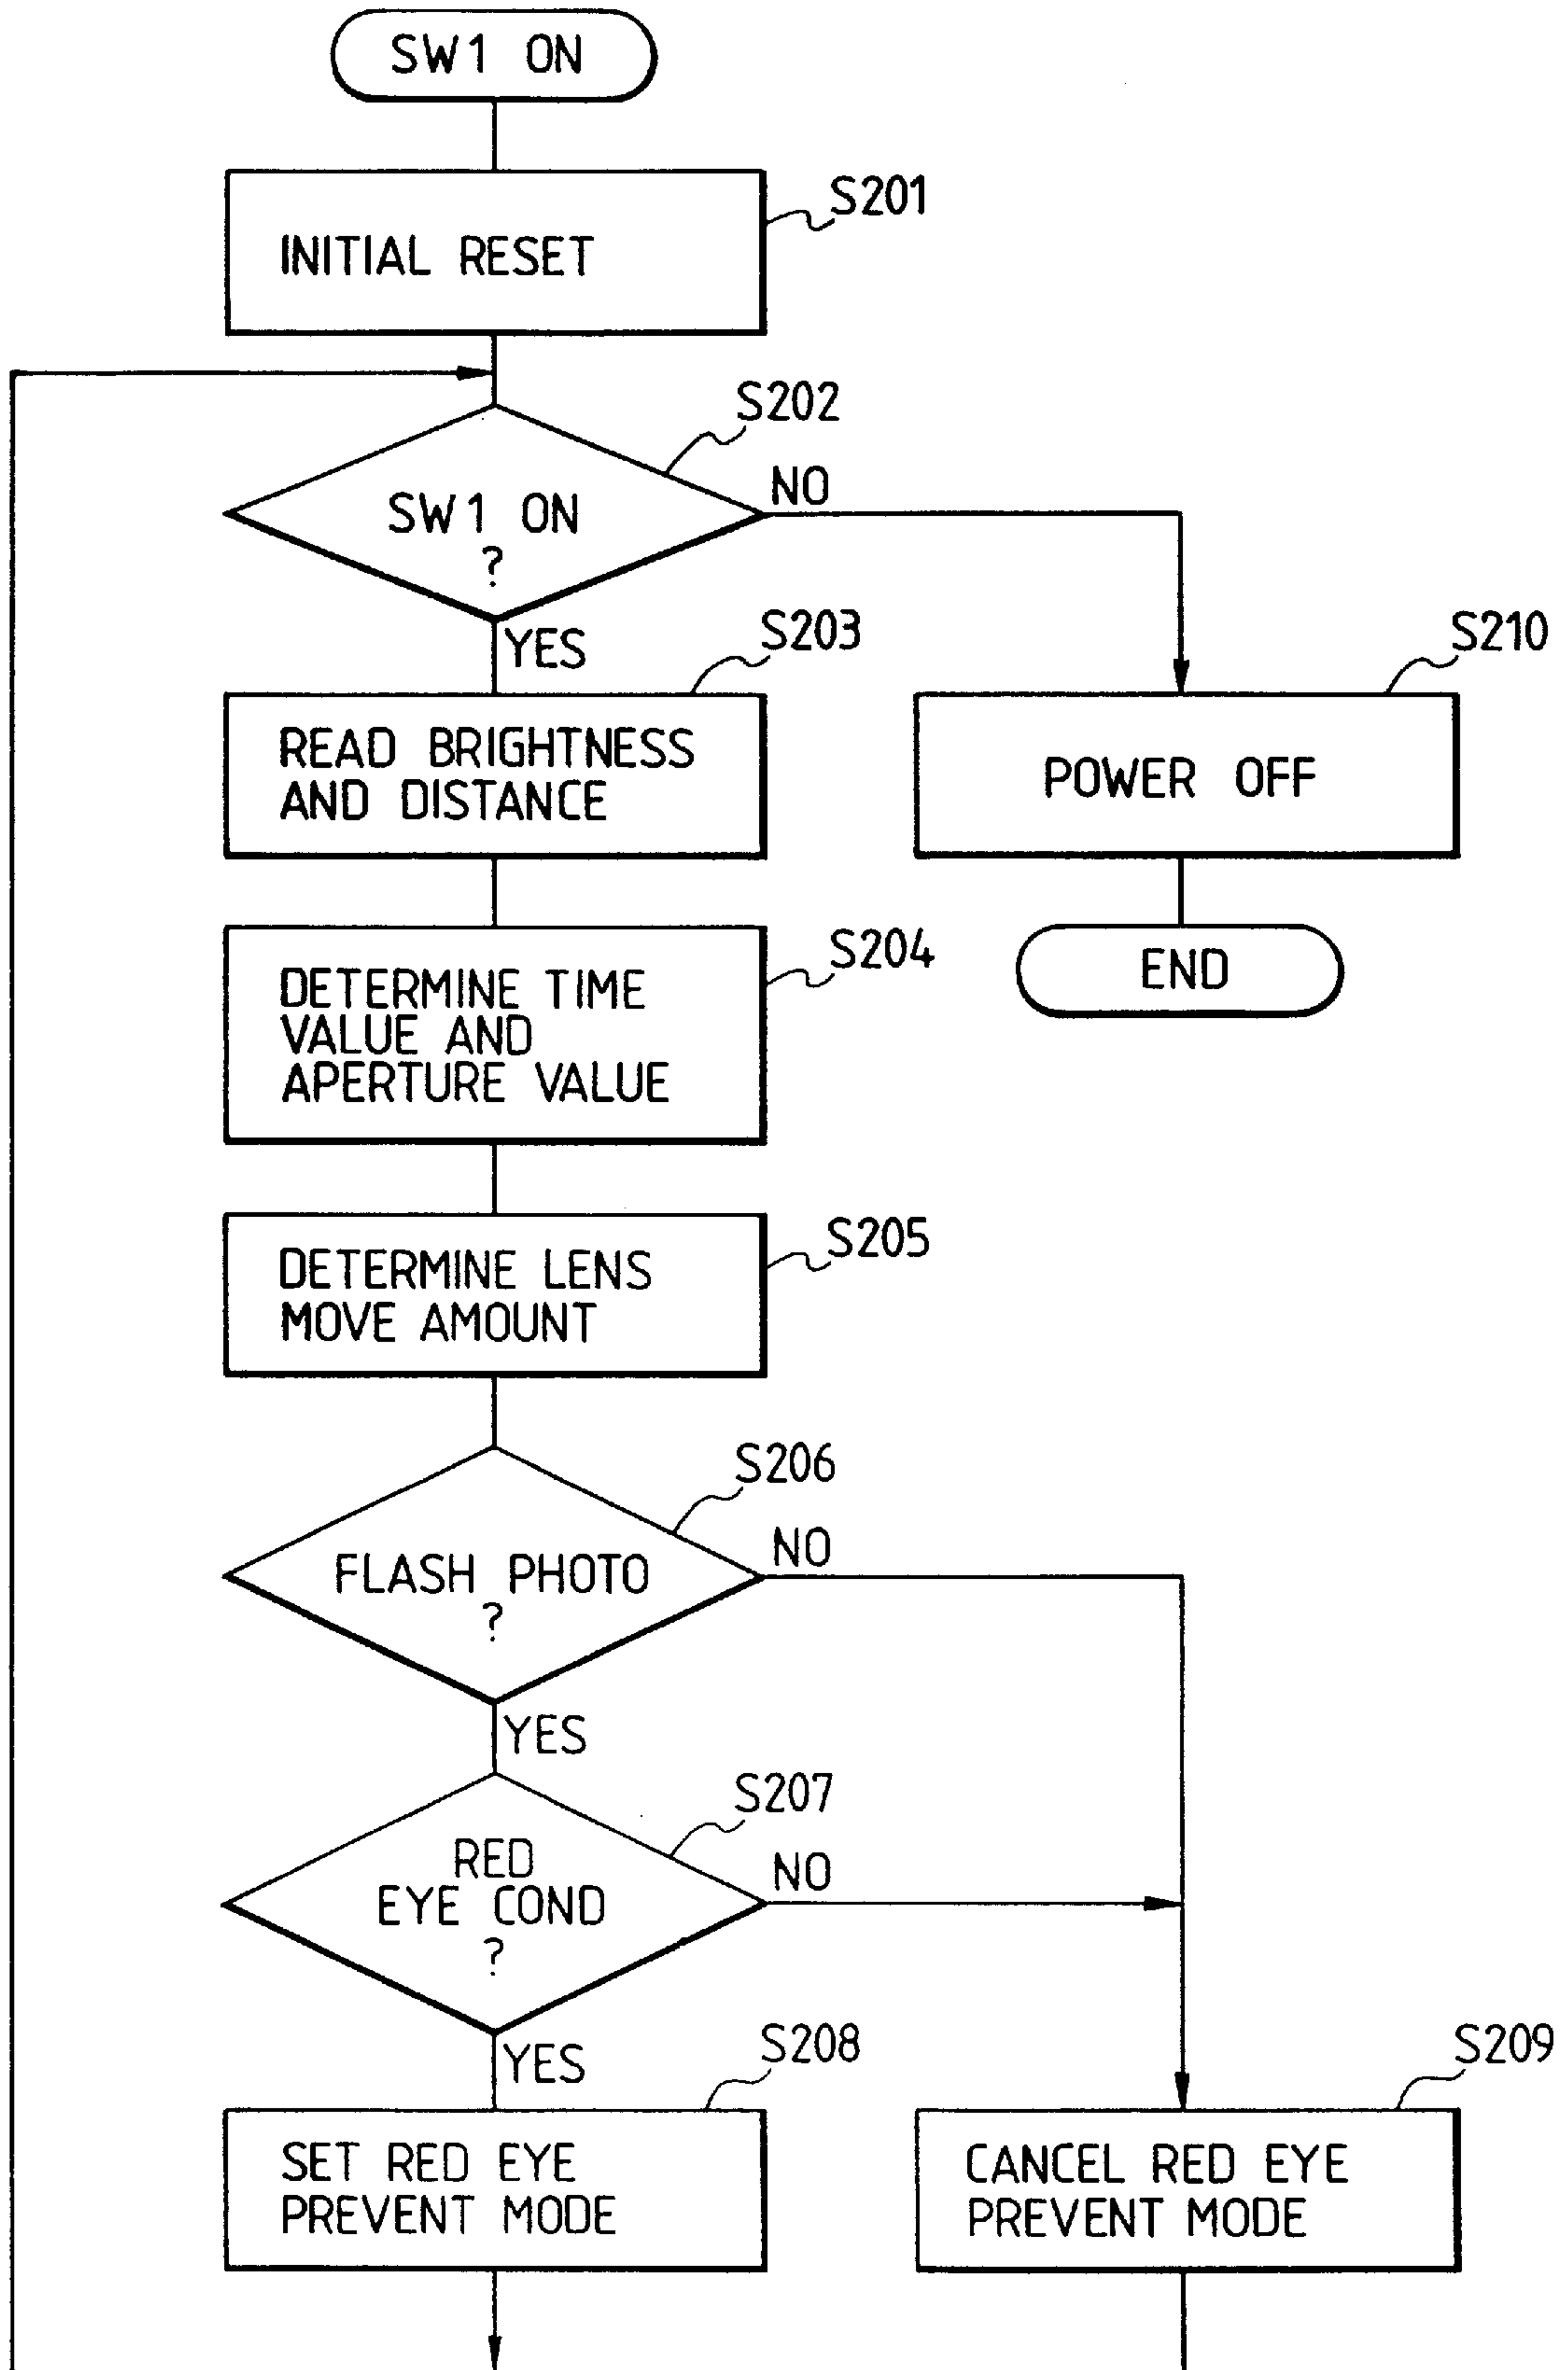 SW1 ON
S201
INITIAL RESET
S202
SW1 ON
?
NO
YES
S203
READ BRIGHTNESS
AND DISTANCE
S210
POWER OFF
END
S204
DETERMINE TIME
VALUE AND
APERTURE VALUE
S205
DETERMINE LENS
MOVE AMOUNT
S206
FLASH PHOTO
?
NO
YES
S207
RED
EYE COND
?
NO
YES
S208
SET RED EYE
PREVENT MODE
S209
CANCEL RED EYE
PREVENT MODE